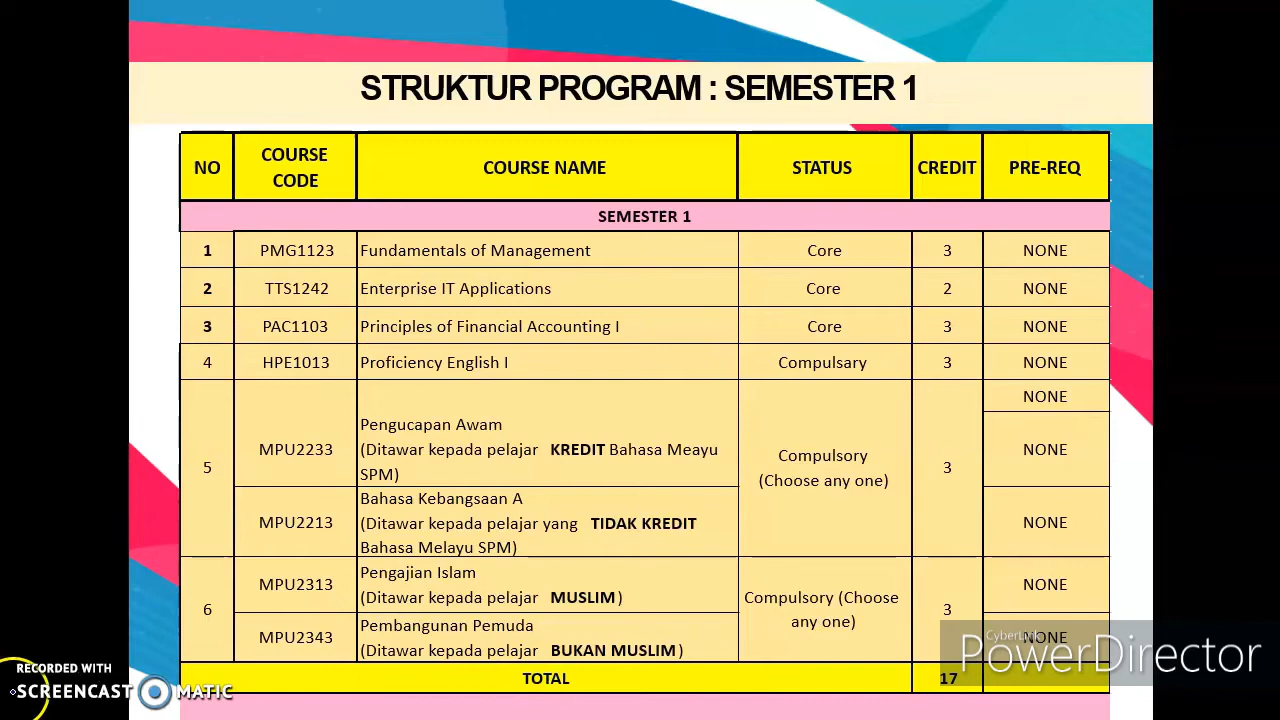 STRUKTUR PROGRAM : SEMESTER 1
NO COURSE CODE COURSE NAME STATUS CREDIT PRE-REQ
SEMESTER 1
1 PMG1123 Fundamentals of Management Core 3 NONE
2 TTS1242 Enterprise IT Applications Core 2 NONE
3 PAC1103 Principles of Financial Accounting I Core 3 NONE
4 HPE1013 Proficiency English I Compulsary 3 NONE
NONE
5 MPU2233 Pengucapan Awam
(Ditawar kepada pelajar KREDIT Bahasa Meayu
SPM)
Compulsory
(Choose any one)
3 NONE
MPU2213 Bahasa Kebangsaan A
(Ditawar kepada pelajar yang TIDAK KREDIT
Bahasa Melayu SPM)
NONE
6 MPU2313 Pengajian Islam
(Ditawar kepada pelajar MUSLIM)
Compulsory (Choose
any one)
3 NONE
MPU2343 Pembangunan Pemuda
(Ditawar kepada pelajar BUKAN MUSLIM)
NONE
TOTAL 17
CyberLink
PowerDirector
RECORDED WITH
SCREENCAST MATIC